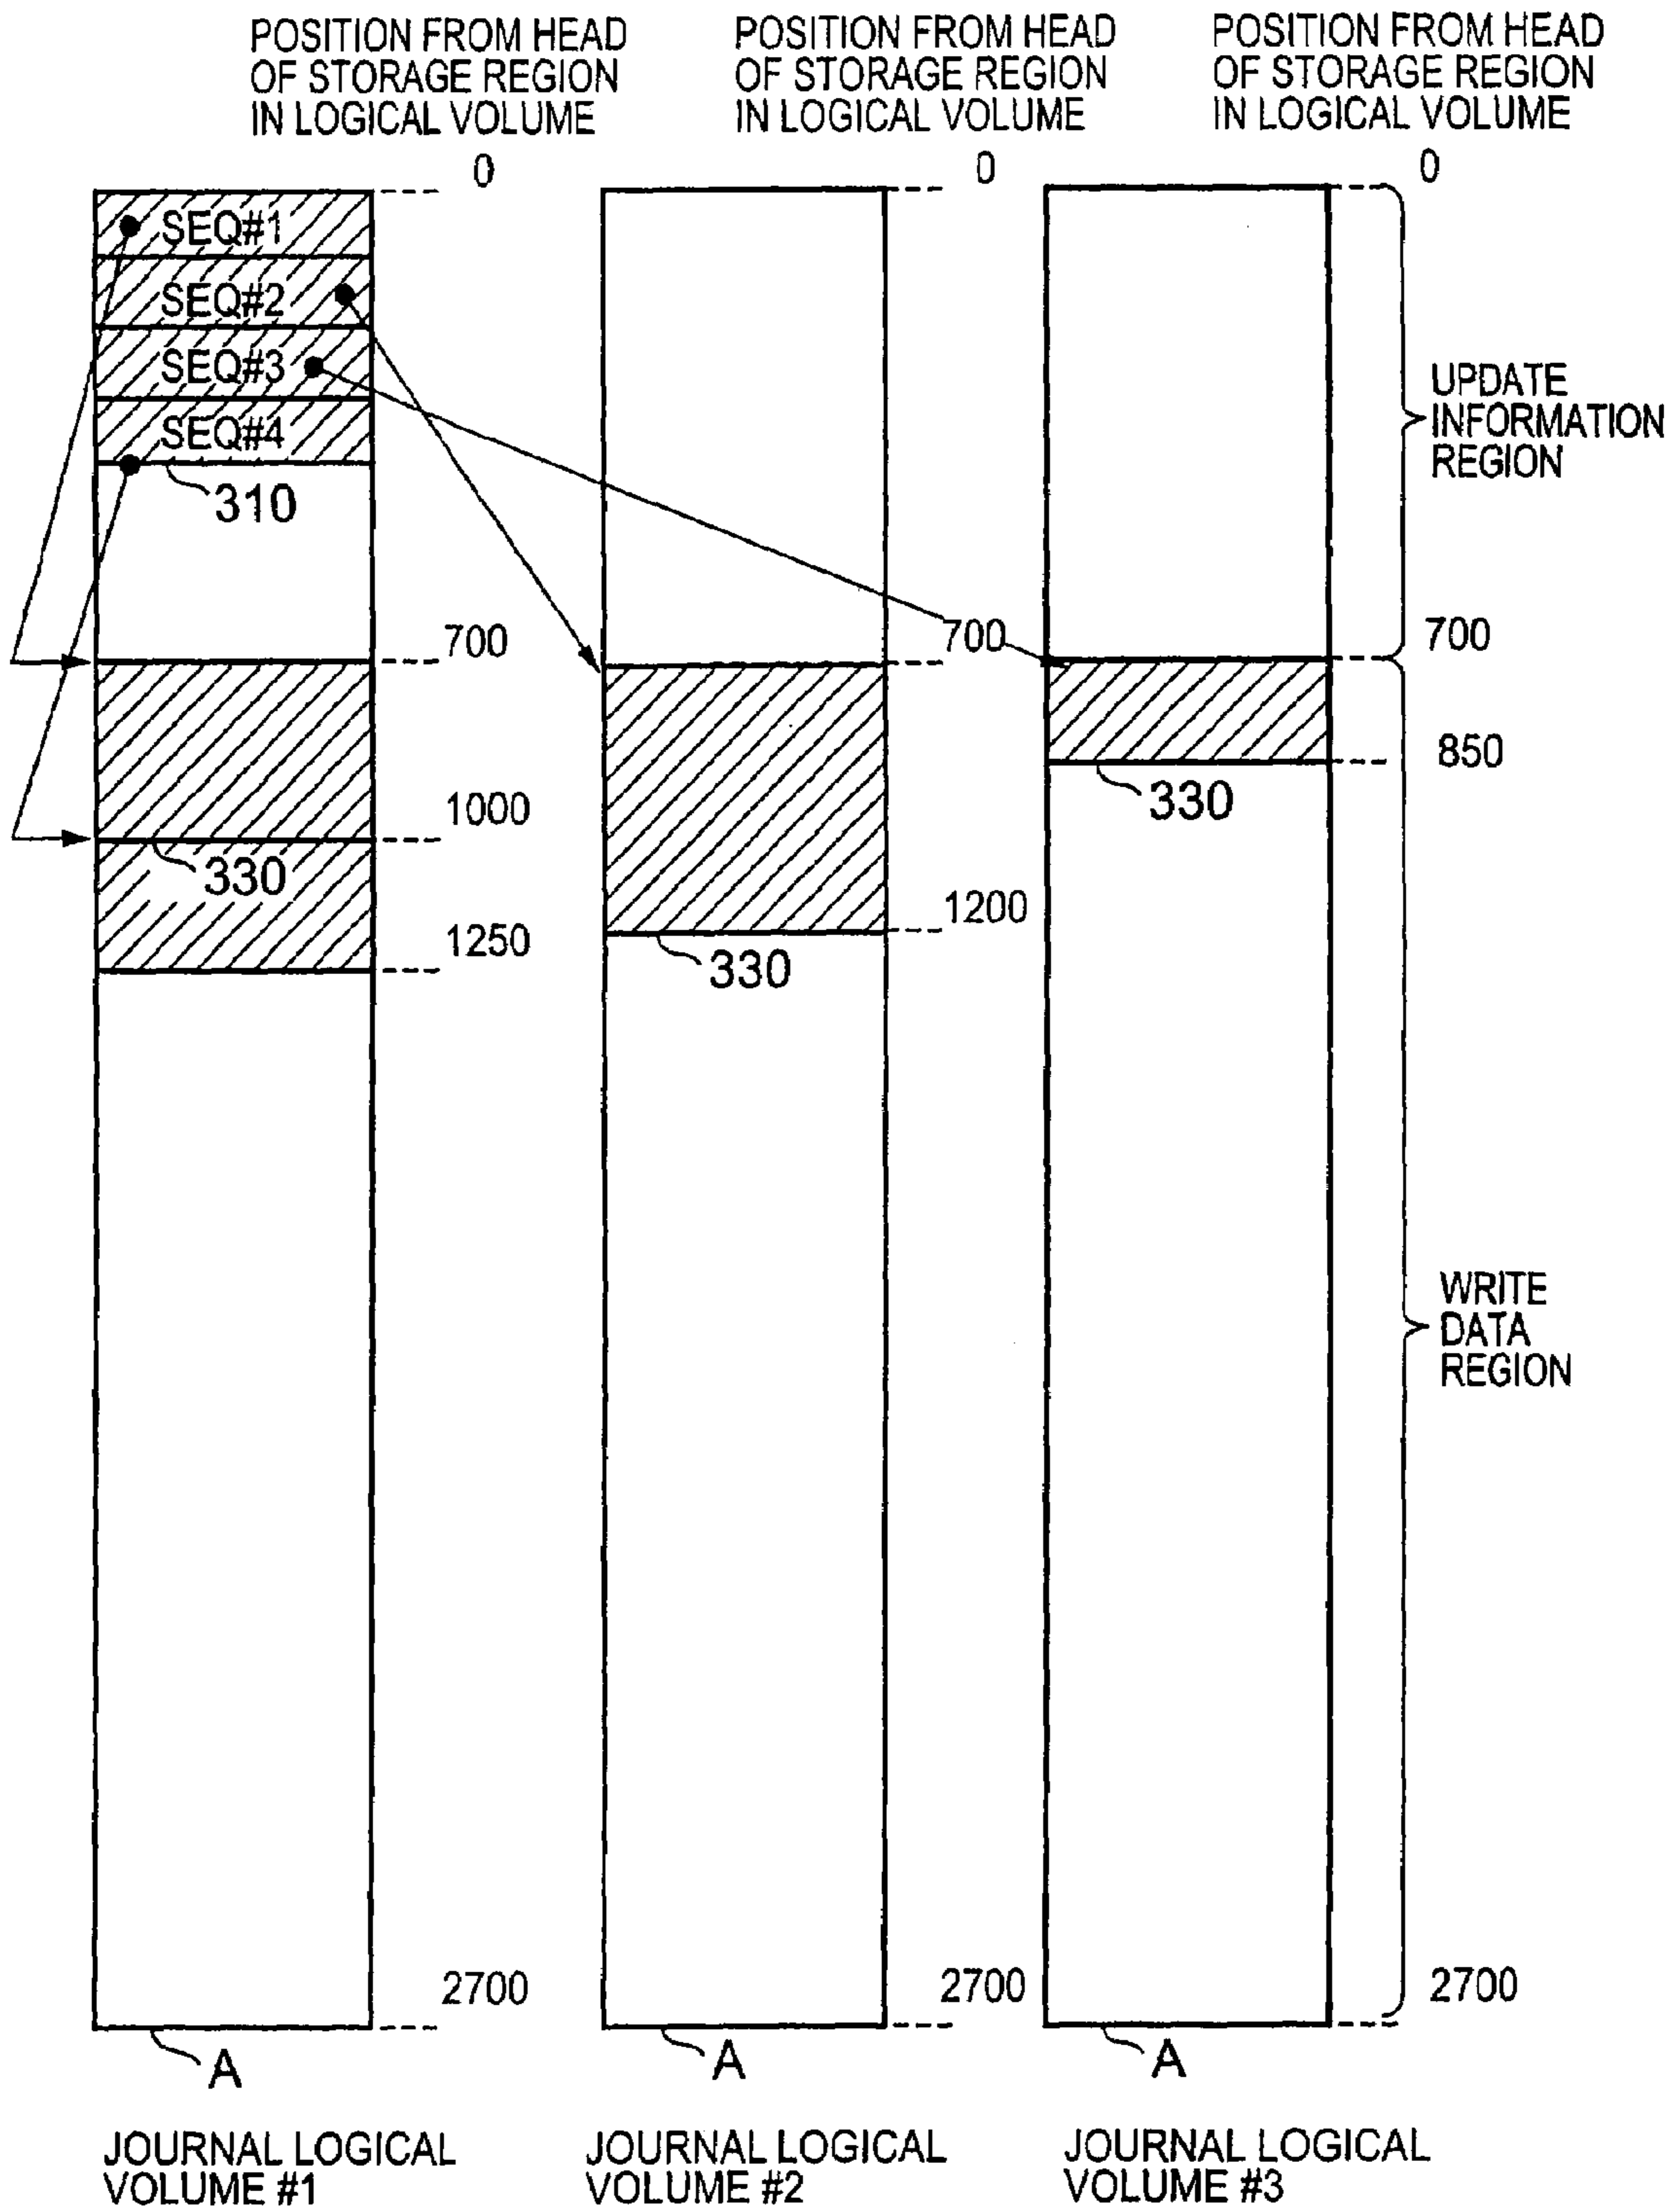 POSITION FROM HEAD
OF STORAGE REGION
IN LOGICAL VOLUME
0
POSITION FROM HEAD
OF STORAGE REGION
IN LOGICAL VOLUME
0
POSITION FROM HEAD
OF STORAGE REGION
IN LOGICAL VOLUME
0
SEQ#1
SEQ#2
SEQ#3
SEQ#4
310
700
1000
330
1250
2700
A
JOURNAL LOGICAL
VOLUME #1
700
1200
330
2700
A
JOURNAL LOGICAL
VOLUME #2
700
850
330
2700
A
JOURNAL LOGICAL
VOLUME #3
UPDATE
INFORMATION
REGION
WRITE
DATA
REGION